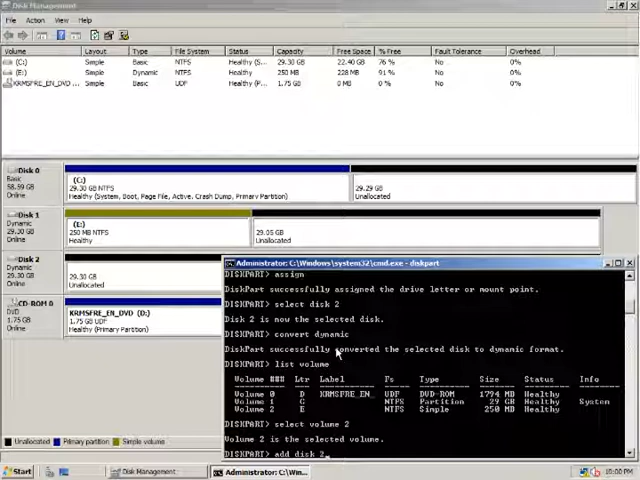 Disk Management
File Action View Help
Volume Layout Type File System Status Capacity Free Space % Free Fault Tolerance Overhead
(C:) Simple Basic NTFS Healthy (S... 29.30 GB 22.40 GB 76 % No 0%
(E:) Simple Dynamic NTFS Healthy 250 MB 228 MB 91 % No 0%
KRMSFRE_EN_DVD ... Simple Basic UDF Healthy (P... 1.75 GB 0 MB 0 % No 0%
Disk 0
Basic
58.59 GB
Online
(C:)
29.30 GB NTFS
Healthy (System, Boot, Page File, Active, Crash Dump, Primary Partition)
29.29 GB
Unallocated
Disk 1
Dynamic
29.30 GB
Online
(E:)
250 MB NTFS
Healthy
29.05 GB
Unallocated
Disk 2
Dynamic
29.30 GB
Online
29.30 GB
Unallocated
CD-ROM 0
DVD
1.75 GB
Online
KRMSFRE_EN_DVD (D:)
1.75 GB UDF
Healthy (Primary Partition)
Unallocated Primary partition Simple volume
Administrator: C:\Windows\system32\cmd.exe - diskpart
DISKPART> assign
DiskPart successfully assigned the drive letter or mount point.
DISKPART> select disk 2
Disk 2 is now the selected disk.
DISKPART> convert dynamic
DiskPart successfully converted the selected disk to dynamic format.
DISKPART> list volume
Volume ### Ltr Label Fs Type Size Status Info
Volume 0 D KRMSFRE_EN_ UDF DVD-ROM 1794 MB Healthy
Volume 1 C NTFS Partition 29 GB Healthy System
Volume 2 E NTFS Simple 250 MB Healthy
DISKPART> select volume 2
Volume 2 is the selected volume.
DISKPART> add disk 2_
Start Disk Management Administrator: C:\Win... 10:00 PM